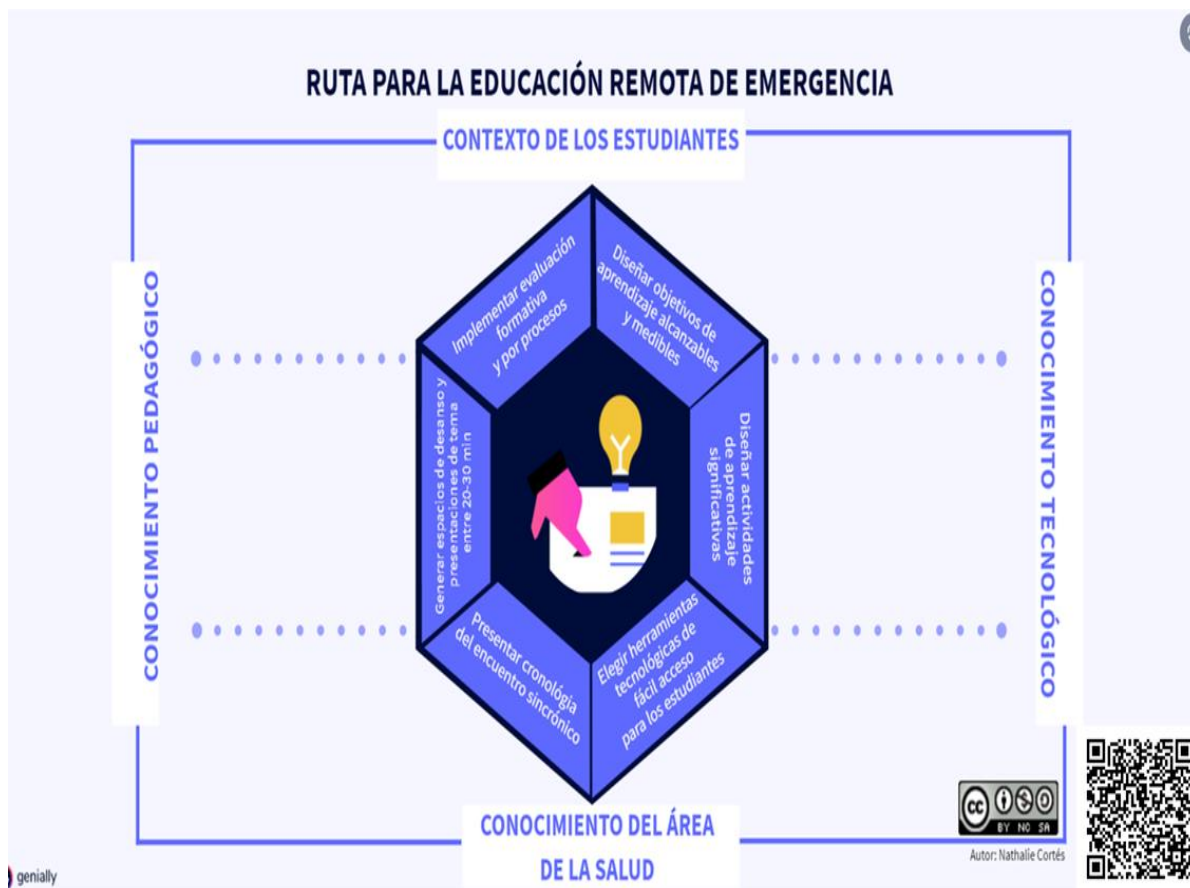 RUTA PARA LA EDUCACIÓN REMOTA DE EMERGENCIA
CONTEXTO DE LOS ESTUDIANTES
CONOCIMIENTO PEDAGÓGICO
Implementar evaluación
formativa
y por procesos
Diseñar objetivos de
aprendizaje alcanzables
y medibles
Generar espacios de desanso y
presentaciones de tema
entre 20-30 min
Diseñar actividades
de aprendizaje
significativas
Presentar cronológia
del encuentro sincrónico
Elegir herramientas
tecnológicas de
fácil acceso
para los estudiantes
CONOCIMIENTO TECNOLÓGICO
CONOCIMIENTO DEL ÁREA
DE LA SALUD
cc
BY NC SA
Autor: Nathalie Cortés
genially